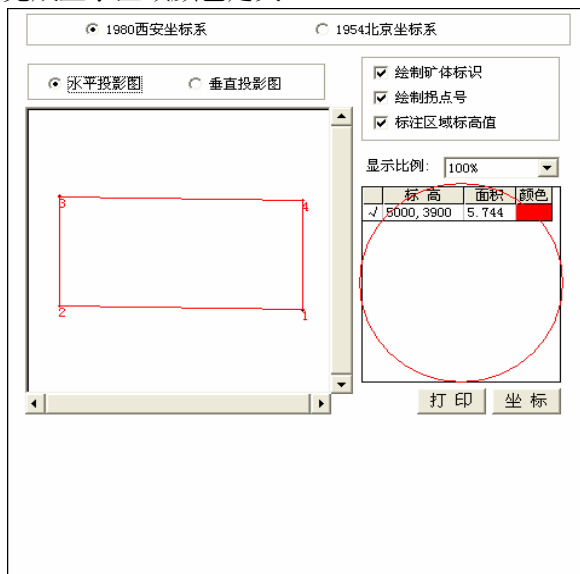 1980西安坐标系 1954北京坐标系
水平投影图 垂直投影图
绘制矿体标识
绘制拐点号
标注区域标高值
显示比例: 100%
标 高 面积 颜色
√ 5000,3900 5.744
3
4
2
1
打 印 坐 标